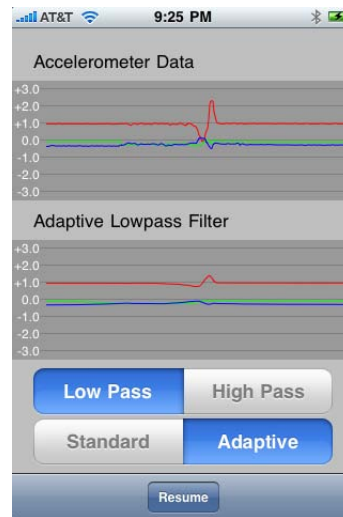 AT&T 9:25 PM
Accelerometer Data
+3.0
+2.0
+1.0
0.0
-1.0
-2.0
-3.0
Adaptive Lowpass Filter
+3.0
+2.0
+1.0
0.0
-1.0
-2.0
-3.0
Low Pass High Pass
Standard Adaptive
Resume